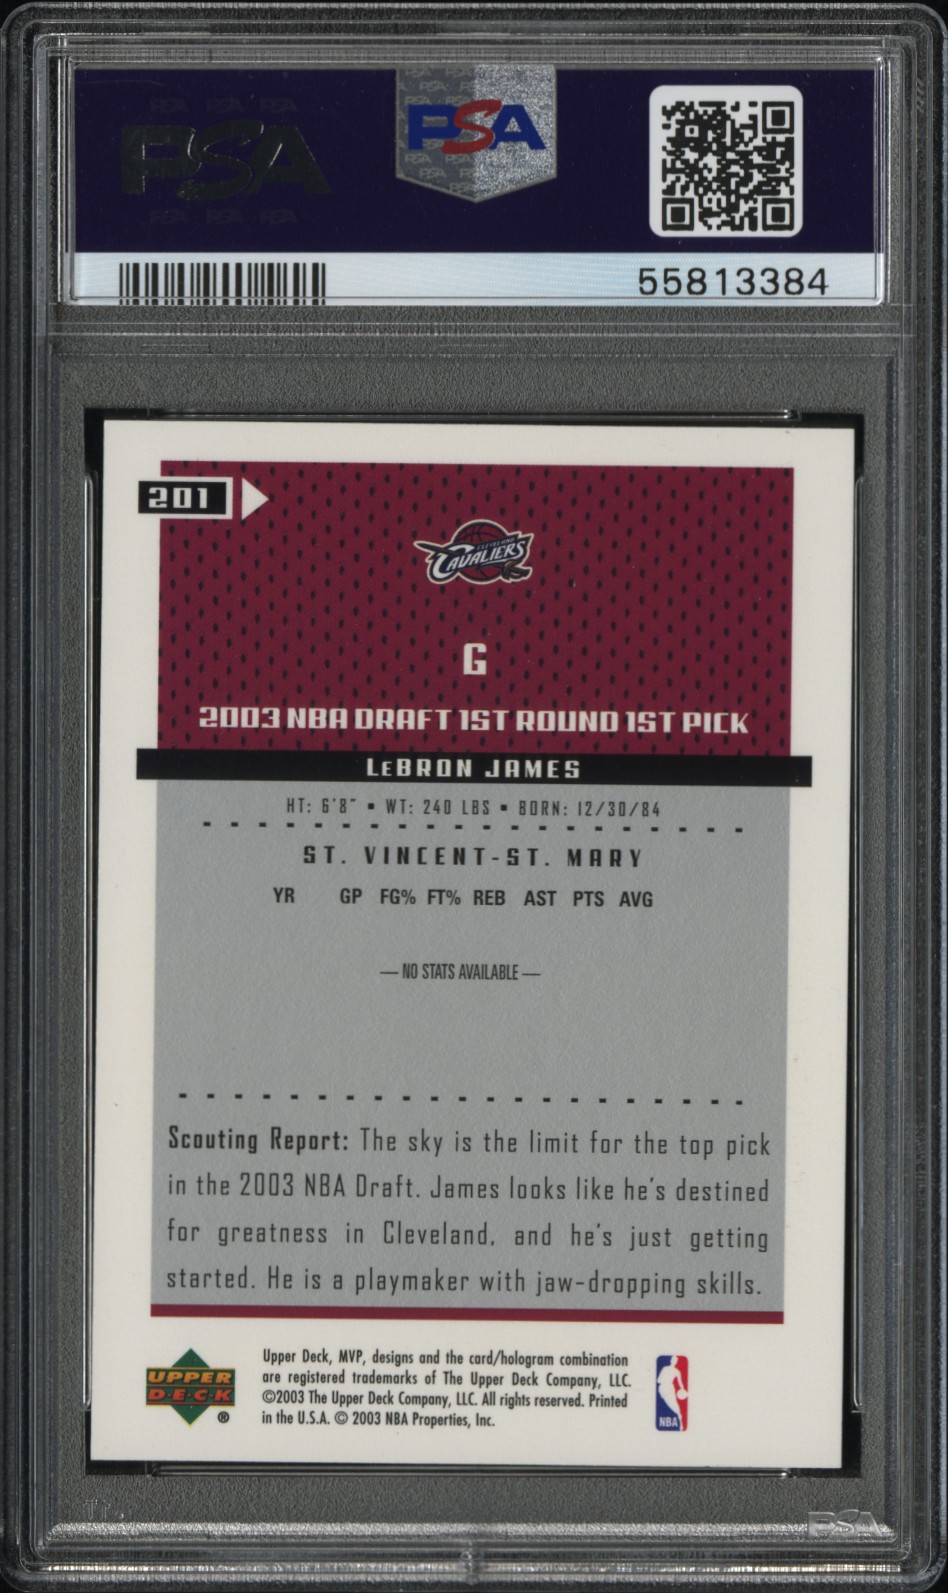 PSA
PSA
55813384
201
CLEVELAND
CAVALIERS
G
2003 NBA DRAFT 1ST ROUND 1ST PICK
LEBRON JAMES
HT: 6'8" ▪ WT: 240 LBS ▪ BORN: 12/30/84
ST. VINCENT-ST. MARY
YR GP FG% FT% REB AST PTS AVG
— NO STATS AVAILABLE —
Scouting Report: The sky is the limit for the top pick
in the 2003 NBA Draft. James looks like he's destined
for greatness in Cleveland, and he's just getting
started. He is a playmaker with jaw-dropping skills.
UPPER
DECK
®
Upper Deck, MVP, designs and the card/hologram combination
are registered trademarks of The Upper Deck Company, LLC.
©2003 The Upper Deck Company, LLC. All rights reserved. Printed
in the U.S.A. © 2003 NBA Properties, Inc.
NBA
PSA